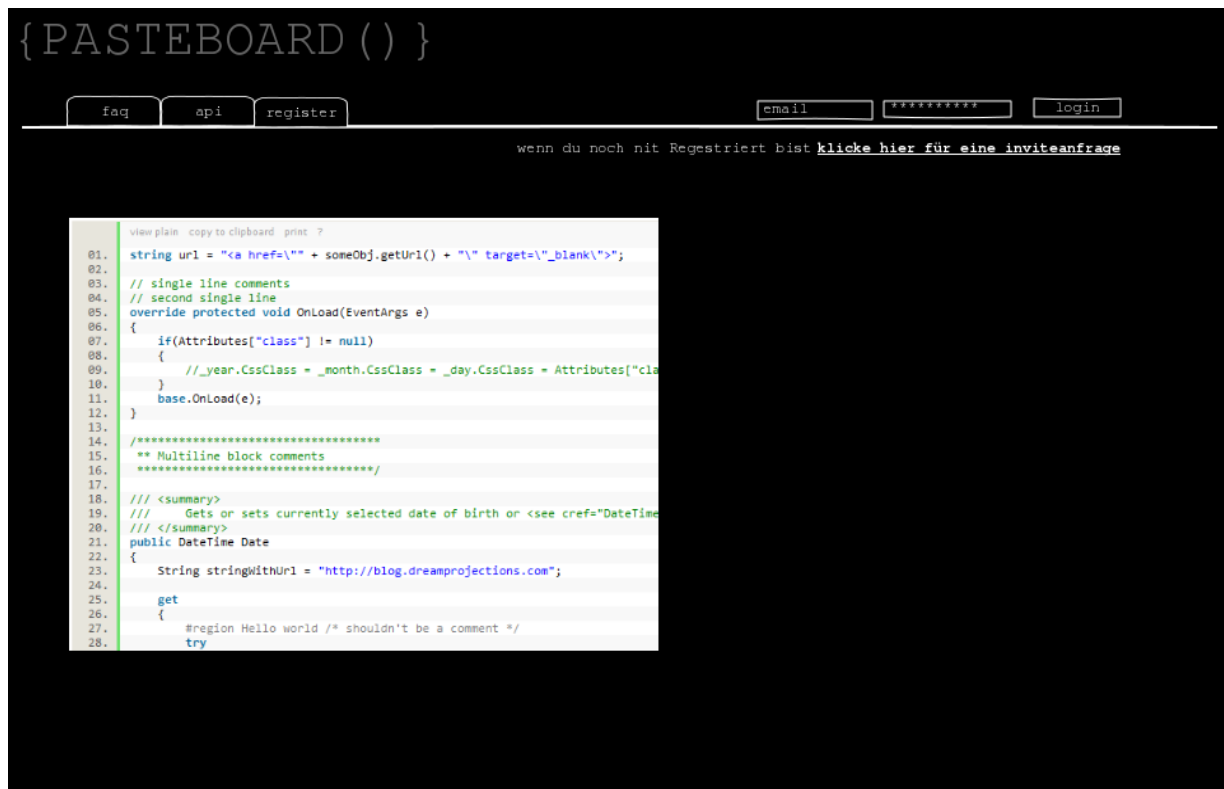 {PASTEBOARD()}
faq api register email ********** login
wenn du noch nit Regestriert bist klicke hier für eine inviteanfrage
view plain copy to clipboard print ?
01. string url = "<a href=\"" + someObj.getUrl() + "\" target=\"_blank\">";
02.
03. // single line comments
04. // second single line
05. override protected void OnLoad(EventArgs e)
06. {
07.     if(Attributes["class"] != null)
08.     {
09.         //_year.CssClass = _month.CssClass = _day.CssClass = Attributes["cla
10.     }
11.     base.OnLoad(e);
12. }
13.
14. /***********************************
15.  ** Multiline block comments
16.  **********************************/
17.
18. /// <summary>
19. ///     Gets or sets currently selected date of birth or <see cref="DateTime
20. /// </summary>
21. public DateTime Date
22. {
23.     String stringWithUrl = "http://blog.dreamprojections.com";
24.
25.     get
26.     {
27.         #region Hello world /* shouldn't be a comment */
28.         try